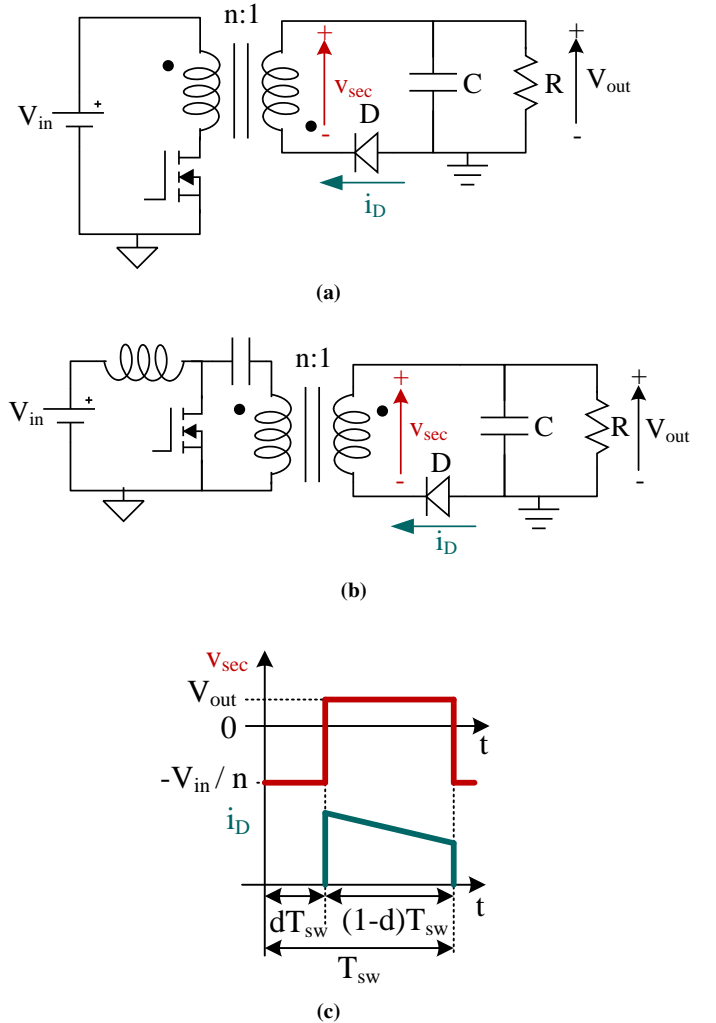 n:1
+
V_in
+
v_sec
-
D
C
R
+
V_out
-
i_D
(a)
n:1
V_in
+
+
v_sec
-
D
C
R
+
V_out
-
i_D
(b)
v_sec
V_out
0
t
-V_in / n
i_D
t
dT_sw
(1-d)T_sw
T_sw
(c)